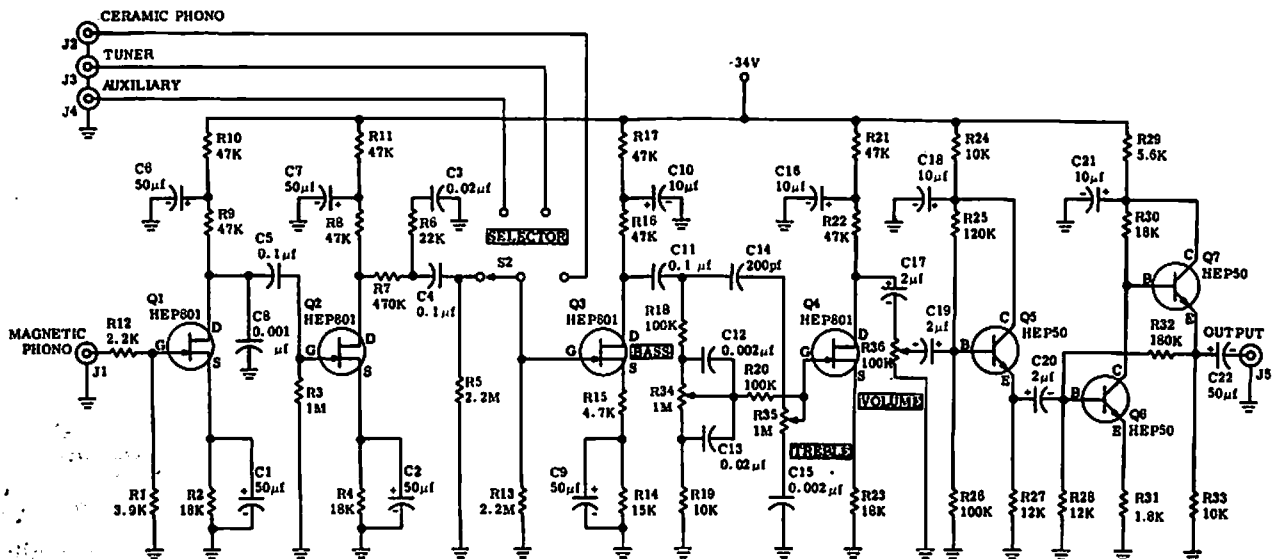 CERAMIC PHONO
J2
TUNER
J3
AUXILIARY
J4
-34V
R10
47K
R11
47K
R17
47K
R21
47K
R24
10K
R29
5.6K
C6
50µf
C7
50µf
C3
0.02µf
C10
10µf
C16
10µf
C18
10µf
C21
10µf
R9
47K
R8
47K
R6
22K
SELECTOR
R16
47K
R22
47K
R25
120K
R30
18K
C5
0.1µf
S2
C11
0.1 µf
C14
200pf
C17
2µf
C
Q7
HEP50
R7
470K
C4
0.1µf
Q1
HEP801
Q2
HEP801
C8
0.001
µf
Q3
HEP801
R18
100K
Q4
HEP801
C19
2µf
Q5
HEP50
C
B
E
MAGNETIC
PHONO
J1
R12
2.2K
G
D
S
G
D
S
G
D
S
BASS
C12
0.002µf
R20
100K
G
D
S
R36
100K
VOLUME
B
E
R32
180K
OUTPUT
J5
C22
50µf
R3
1M
R5
2.2M
R15
4.7K
R34
1M
R35
1M
TREBLE
C20
2µf
B
C
E
Q6
HEP50
C13
0.02µf
C15
0.002µf
R1
3.9K
R2
18K
C1
50µf
R4
18K
C2
50µf
R13
2.2M
C9
50µf
R14
15K
R19
10K
R23
18K
R26
100K
R27
12K
R28
12K
R31
1.8K
R33
10K